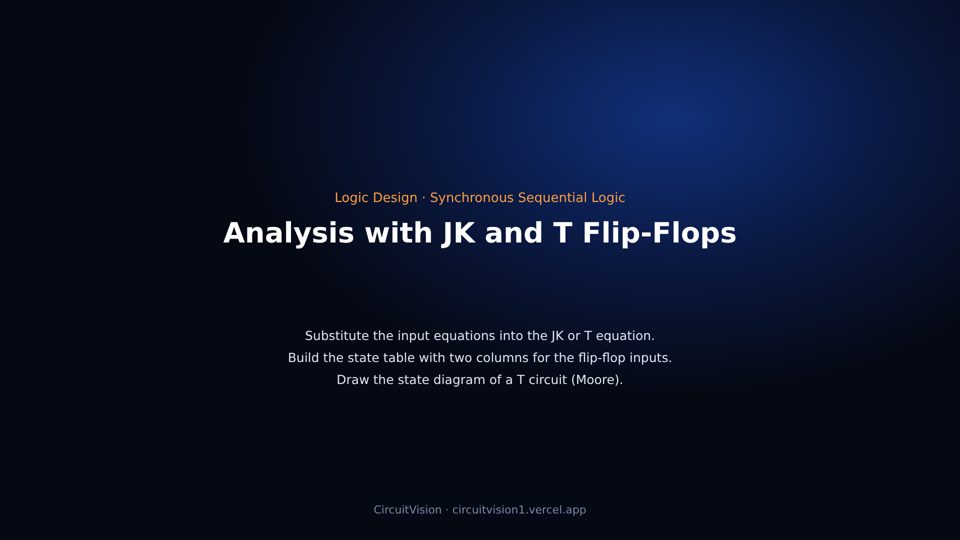 Logic Design · Synchronous Sequential Logic
Analysis with JK and T Flip-Flops
Substitute the input equations into the JK or T equation.
Build the state table with two columns for the flip-flop inputs.
Draw the state diagram of a T circuit (Moore).
CircuitVision · circuitvision1.vercel.app